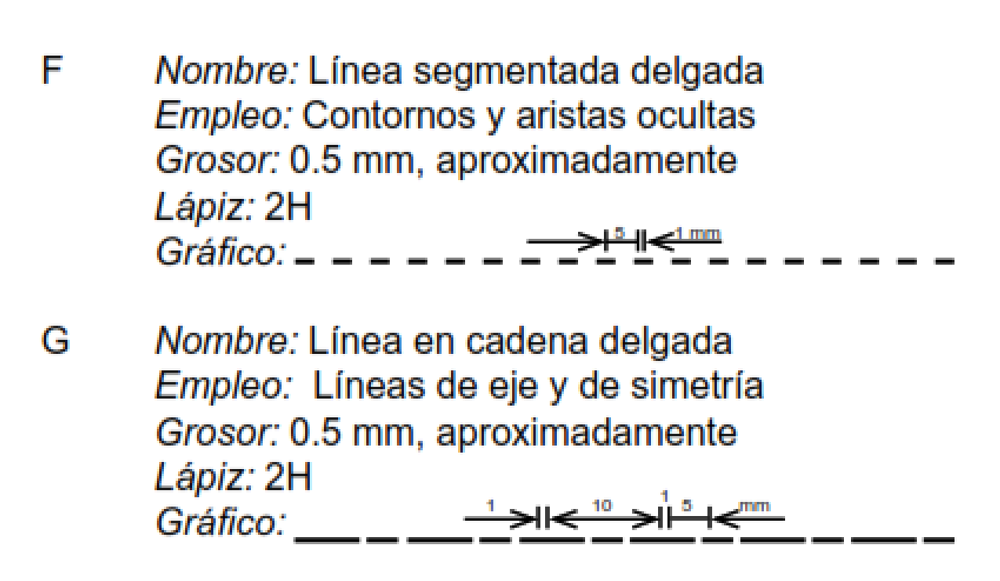 F Nombre: Línea segmentada delgada
Empleo: Contornos y aristas ocultas
Grosor: 0.5 mm, aproximadamente
Lápiz: 2H
5 1 mm
Gráfico:
G Nombre: Línea en cadena delgada
Empleo: Líneas de eje y de simetría
Grosor: 0.5 mm, aproximadamente
Lápiz: 2H
1 10 1 5 mm
Gráfico: